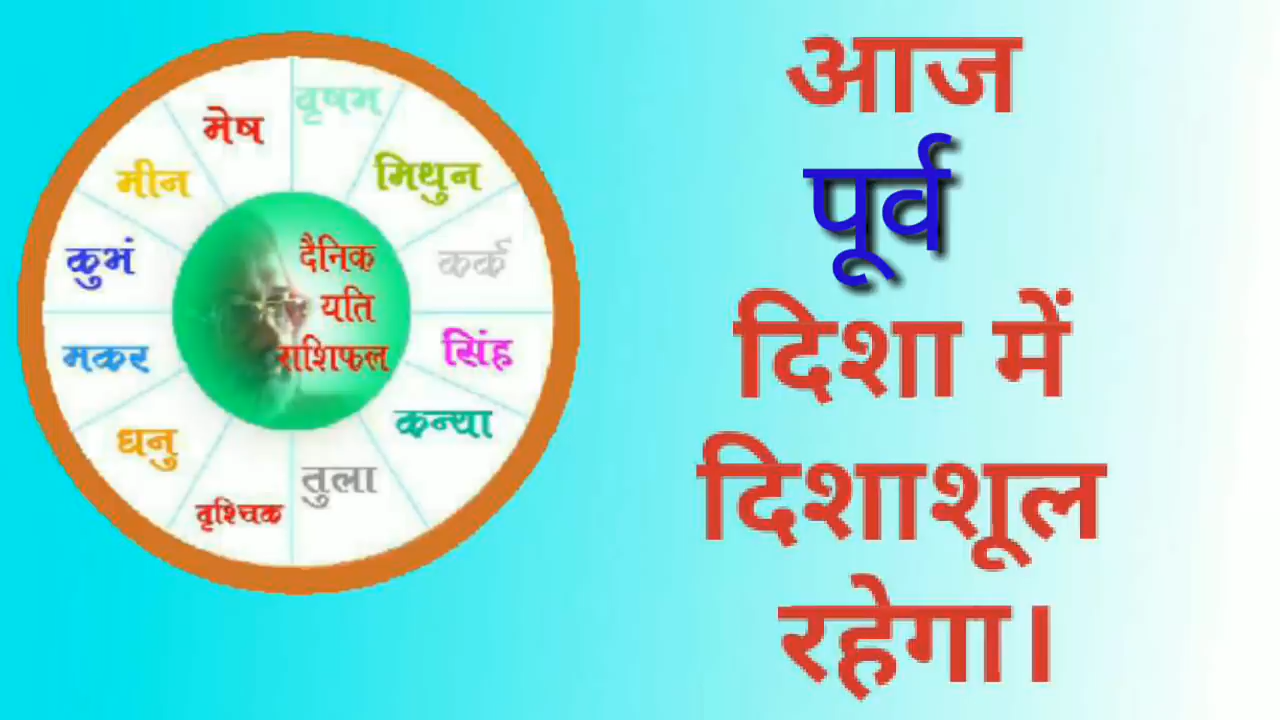 वृषभ
मेष
मिथुन
मीन
कर्क
कुभं
दैनिक
यति
राशिफल
मकर
सिंह
कन्या
धनु
तुला
वृश्चिक
आज
पूर्व
दिशा में
दिशाशूल
रहेगा।